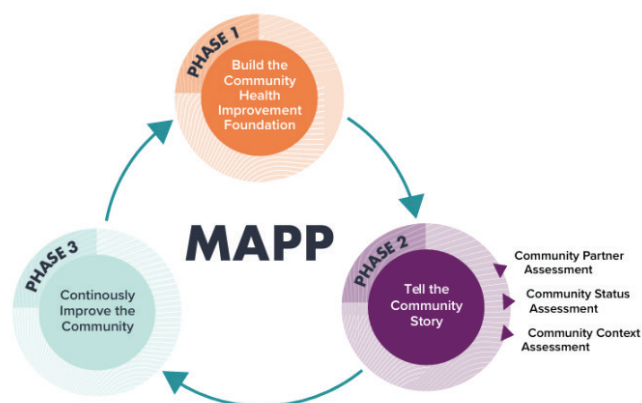 PHASE 1
Build the
Community
Health
Improvement
Foundation
MAPP
PHASE 2
Tell the
Community
Story
Community Partner
Assessment
Community Status
Assessment
Community Context
Assessment
PHASE 3
Continously
Improve the
Community